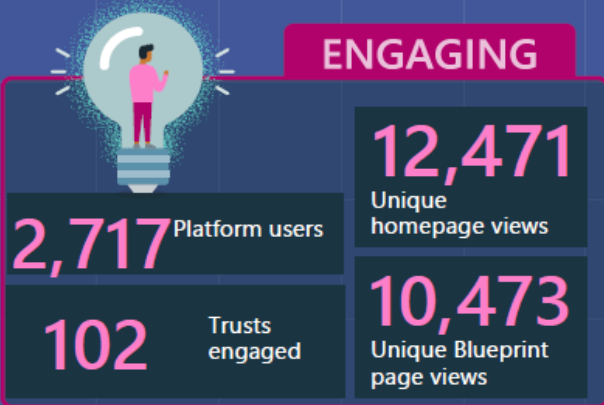 ENGAGING
2,717 Platform users
102
Trusts
engaged
12,471
Unique
homepage views
10,473
Unique Blueprint
page views